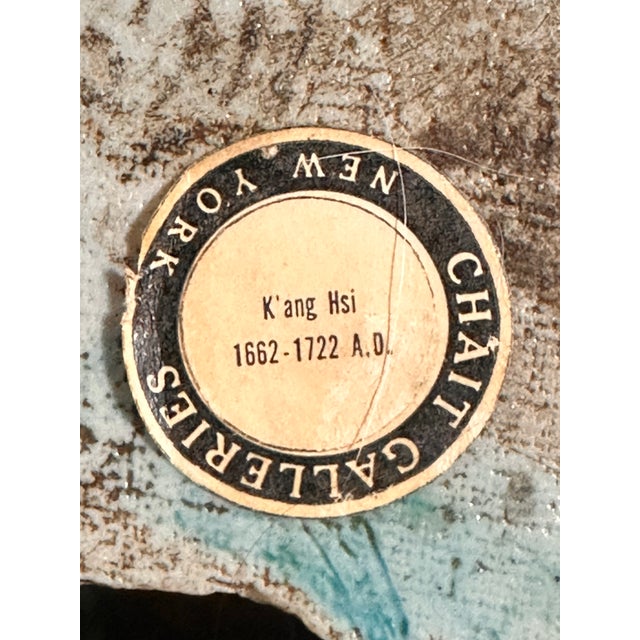 CHAIT GALLERIES
NEW YORK
K'ang Hsi
1662-1722 A.D.